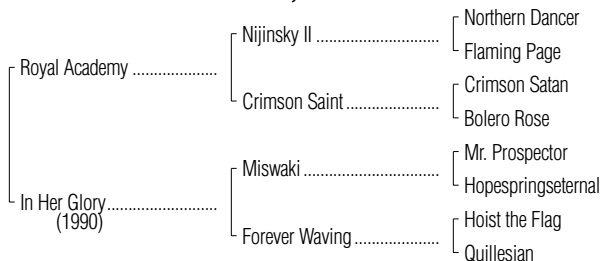 Northern Dancer
Nijinsky II
Flaming Page
Royal Academy
Crimson Satan
Crimson Saint
Bolero Rose
Mr. Prospector
Miswaki
Hopespringseternal
In Her Glory
(1990)
Hoist the Flag
Forever Waving
Quillesian